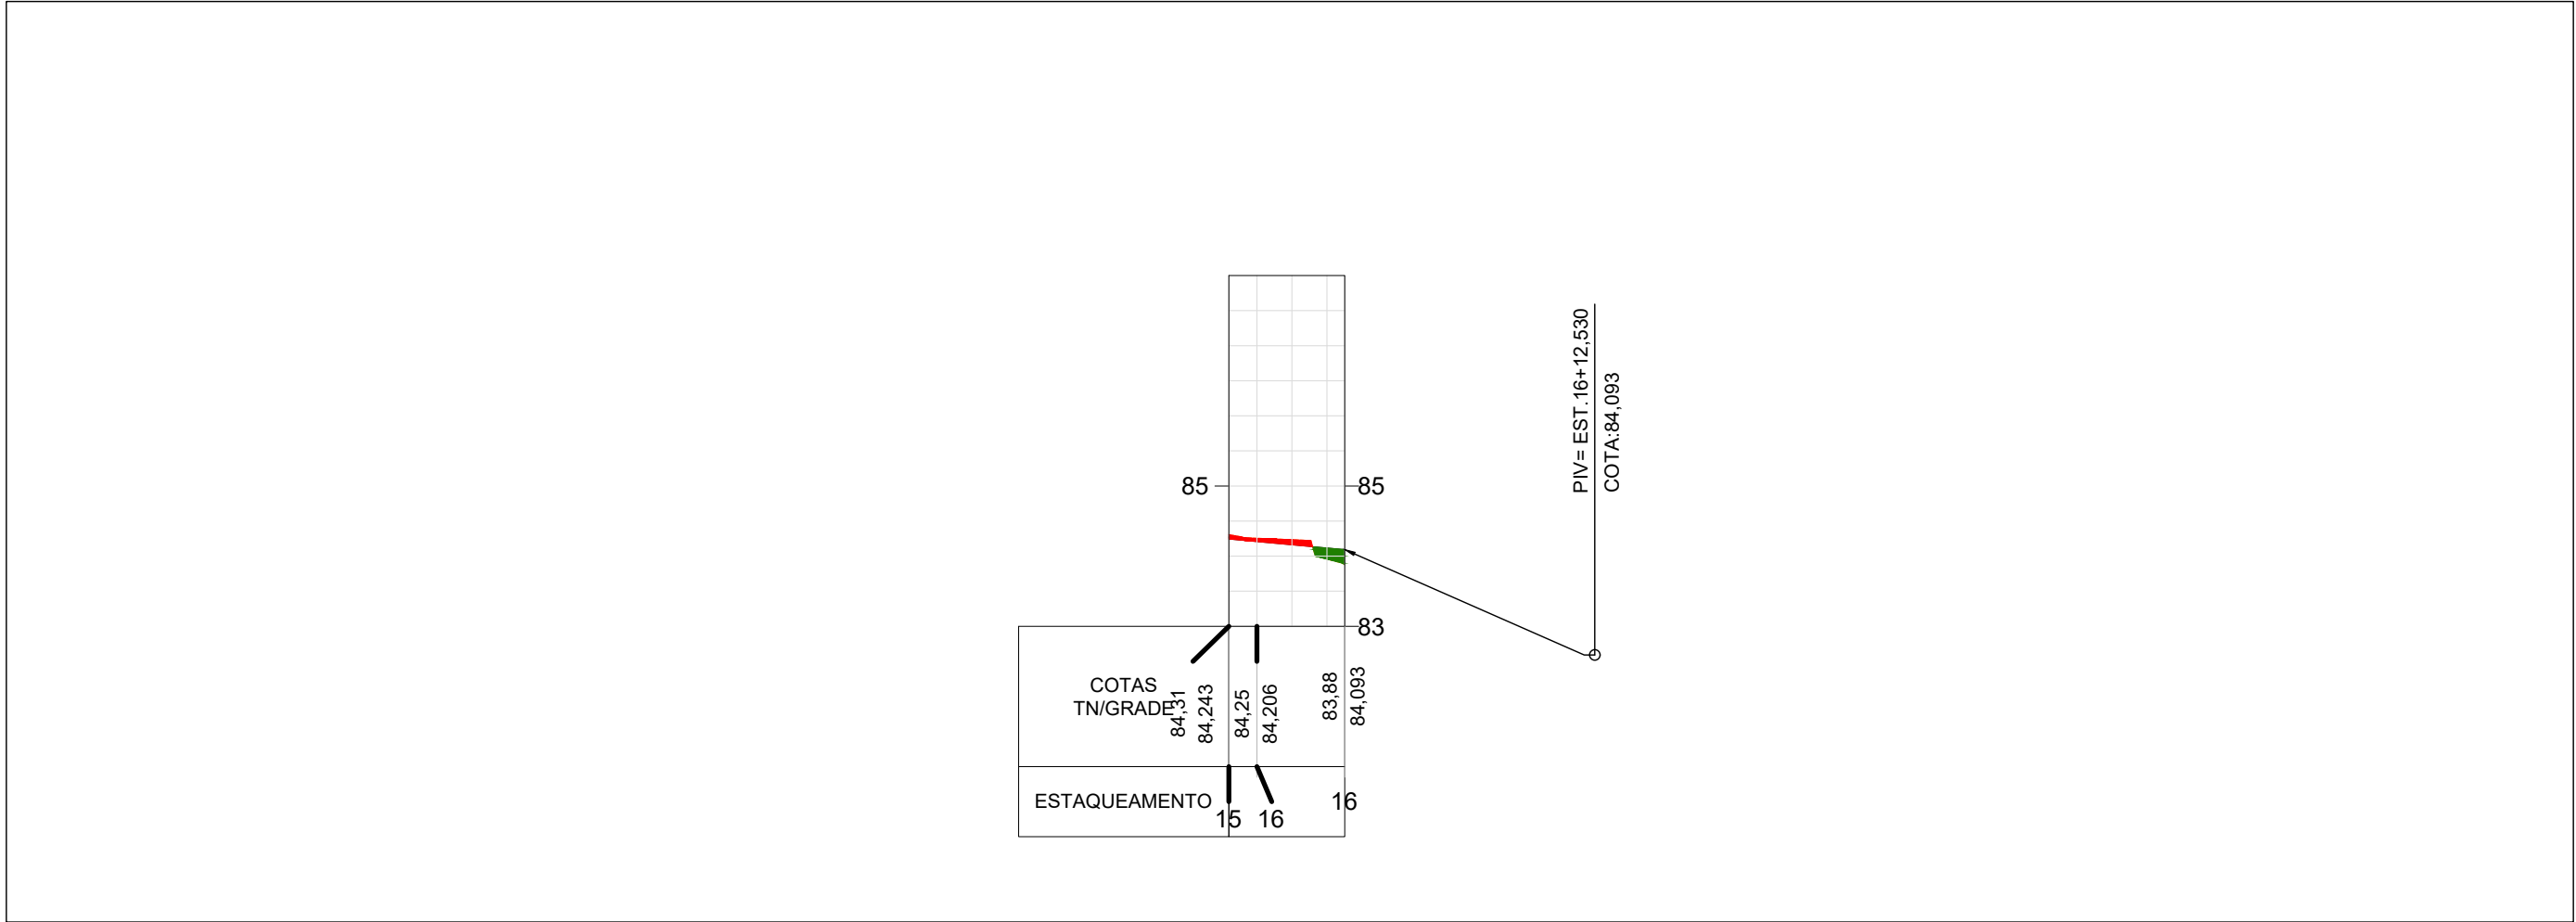 PIV= EST.16+12,530
COTA:84,093
85
85
83
COTAS
TN/GRADE
84,31
84,243
84,25
84,206
83,88
84,093
ESTAQUEAMENTO
15
16
16